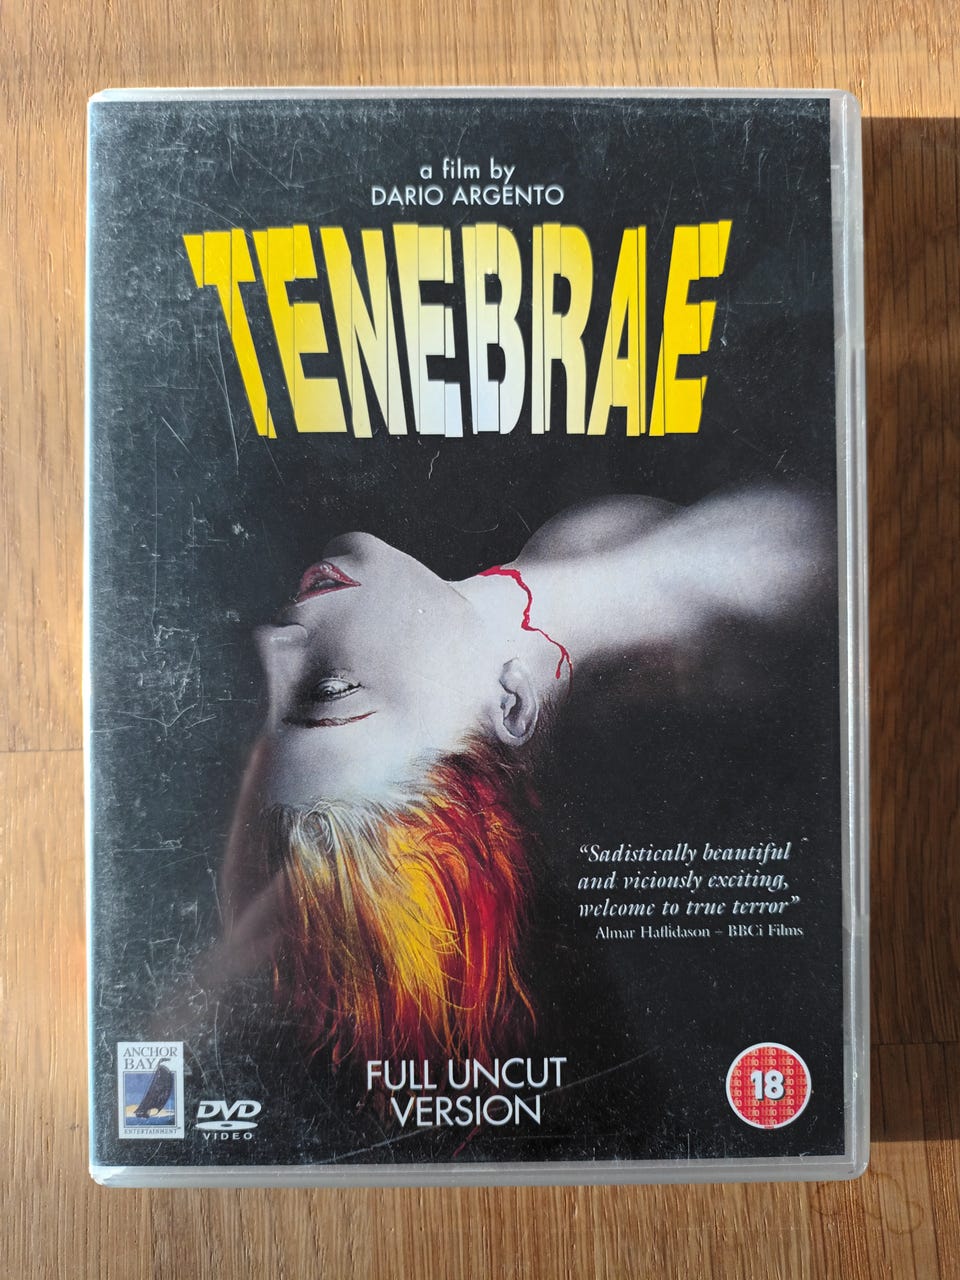 a film by
DARIO ARGENTO
TENEBRAE
"Sadistically beautiful
and viciously exciting,
welcome to true terror"
Almar Haflidason - BBCi Films
FULL UNCUT
VERSION
ANCHOR
BAY
ENTERTAINMENT
DVD
VIDEO
18